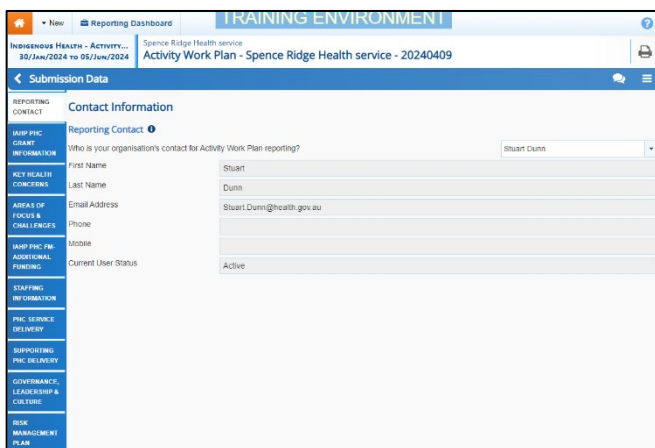 TRAINING ENVIRONMENT
New
Reporting Dashboard
INDIGENOUS HEALTH - ACTIVITY...
30/JAN/2024 TO 05/JUN/2024
Spence Ridge Health service
Activity Work Plan - Spence Ridge Health service - 20240409
Submission Data
REPORTING
CONTACT
IAHP PHC
GRANT
INFORMATION
KEY HEALTH
CONCERNS
AREAS OF
FOCUS &
CHALLENGES
IAHP PHC FM-
ADDITIONAL
FUNDING
STAFFING
INFORMATION
PHC SERVICE
DELIVERY
SUPPORTING
PHC DELIVERY
GOVERNANCE,
LEADERSHIP &
CULTURE
RISK
MANAGEMENT
PLAN
Contact Information
Reporting Contact
Who is your organisation's contact for Activity Work Plan reporting? Stuart Dunn
First Name Stuart
Last Name Dunn
Email Address Stuart.Dunn@health.gov.au
Phone
Mobile
Current User Status Active